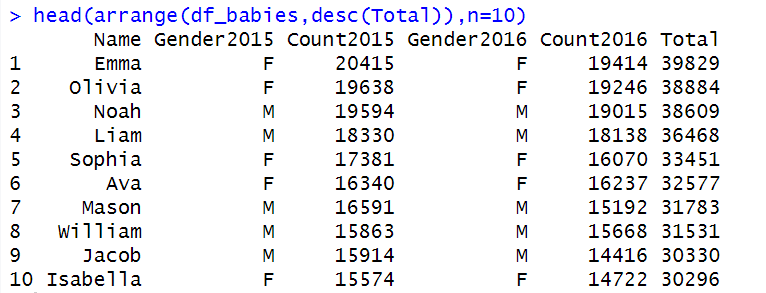 > head(arrange(df_babies,desc(Total)),n=10)
Name Gender2015 Count2015 Gender2016 Count2016 Total
1 Emma F 20415 F 19414 39829
2 Olivia F 19638 F 19246 38884
3 Noah M 19594 M 19015 38609
4 Liam M 18330 M 18138 36468
5 Sophia F 17381 F 16070 33451
6 Ava F 16340 F 16237 32577
7 Mason M 16591 M 15192 31783
8 William M 15863 M 15668 31531
9 Jacob M 15914 M 14416 30330
10 Isabella F 15574 F 14722 30296